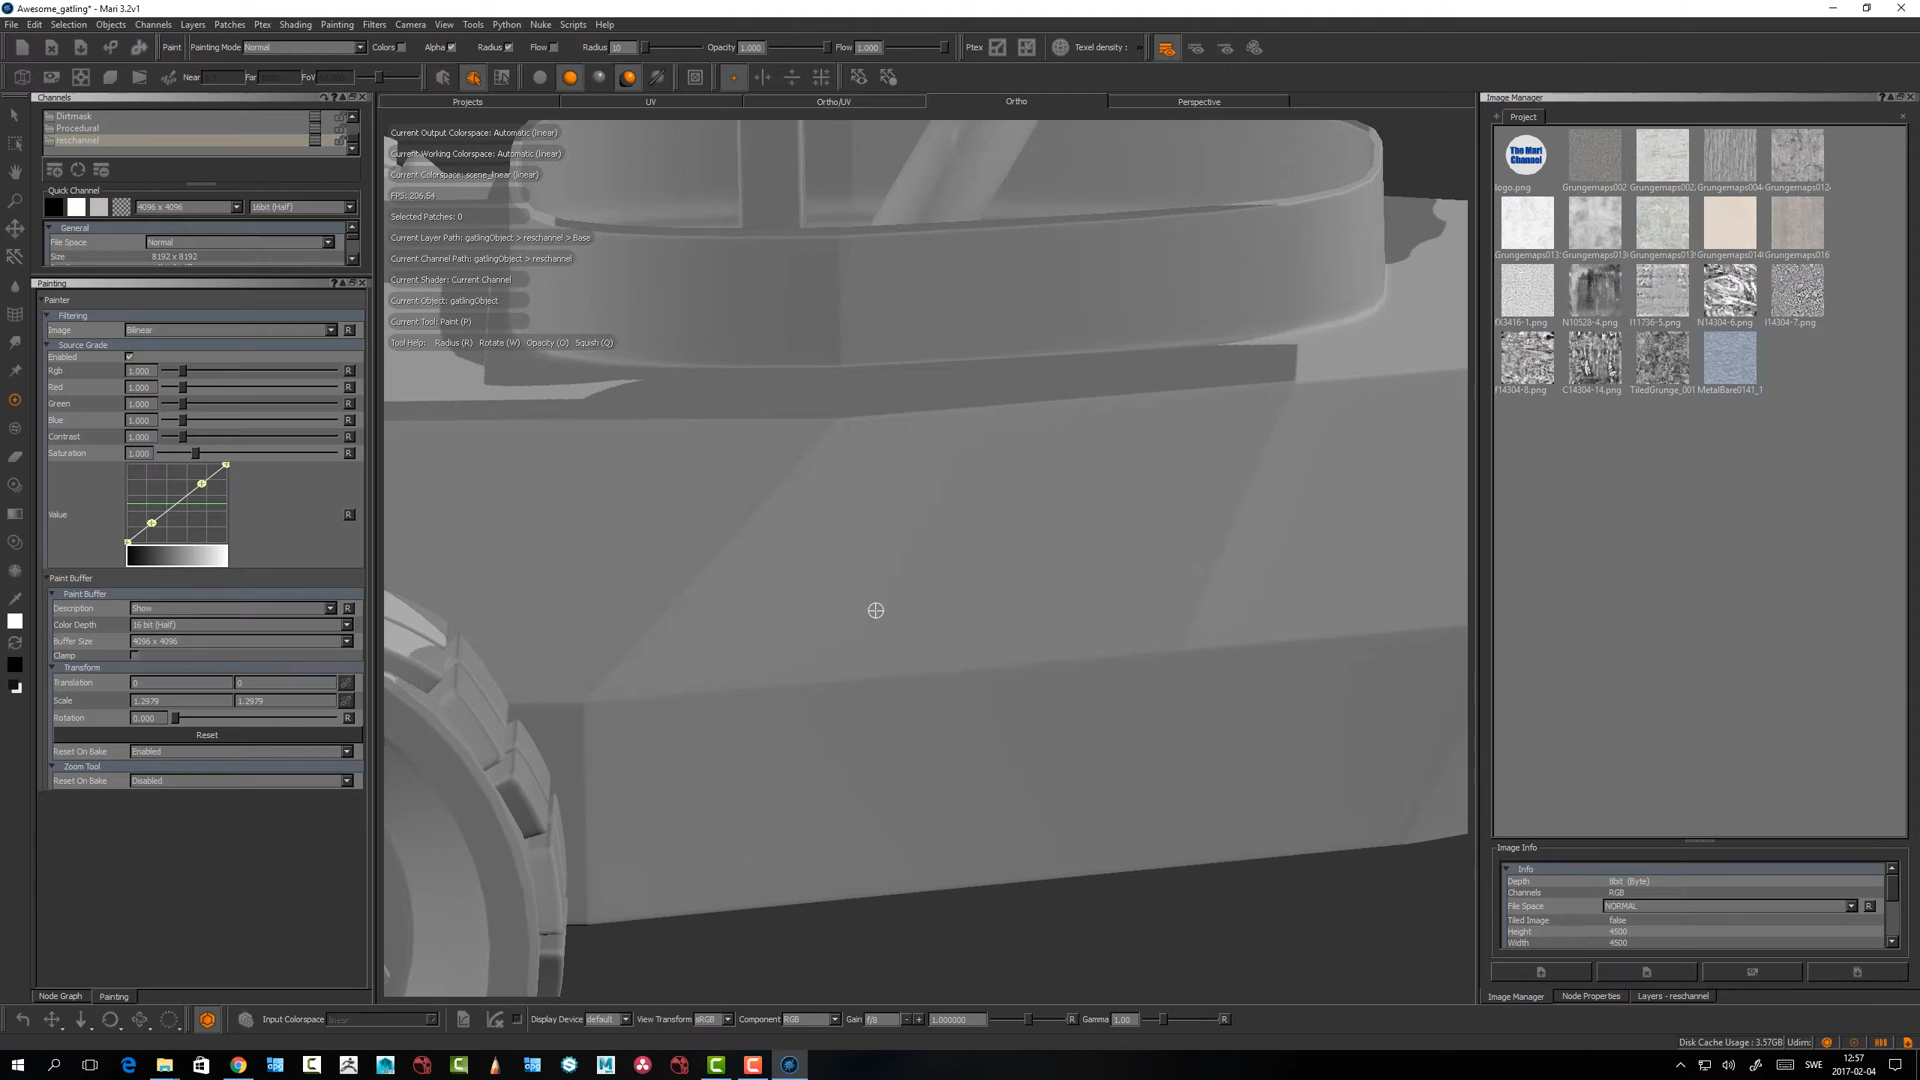 Awesome_gatling* - Mari 3.2v1
File Edit Selection Objects Channels Layers Patches Ptex Shading Painting Filters Camera View Tools Python Nuke Scripts Help
Paint Painting Mode Normal Colors Alpha Radius Flow Radius 10 Opacity 1.000 Flow 1.000 Ptex Texel density : »
Near Far FoV
Channels
Dirtmask
Procedural
reschannel
Quick Channel
4096 x 4096 16bit (Half)
General
File Space Normal
Size 8192 x 8192
Painting
Painter
Filtering
Image Bilinear R
Source Grade
Enabled
Rgb 1.000 R
Red 1.000 R
Green 1.000 R
Blue 1.000 R
Contrast 1.000 R
Saturation 1.000 R
Value R
Paint Buffer
Paint Buffer
Description Show R
Color Depth 16 bit (Half)
Buffer Size 4096 x 4096
Clamp
Transform
Translation 0 0
Scale 1.2979 1.2979
Rotation 0.000 R
Reset
Reset On Bake Enabled
Zoom Tool
Reset On Bake Disabled
Node Graph Painting
Projects UV Ortho/UV Ortho Perspective
Current Output Colorspace: Automatic (linear)
Current Working Colorspace: Automatic (linear)
Current Colorspace: scene_linear (linear)
FPS: 206.54
Selected Patches: 0
Current Layer Path: gatlingObject > reschannel > Base
Current Channel Path: gatlingObject > reschannel
Current Shader: Current Channel
Current Object: gatlingObject
Current Tool: Paint (P)
Tool Help: Radius (R) Rotate (W) Opacity (O) Squish (Q)
Image Manager
Project
The Mari Channel
logo.png Grungemaps002 Grungemaps002 Grungemaps004 Grungemaps012
Grungemaps013 Grungemaps013 Grungemaps013 Grungemaps014 Grungemaps016
fX3416-1.png N10528-4.png I11736-5.png N14304-6.png I14304-7.png
f14304-8.png C14304-14.png TiledGrunge_001 MetalBare0141_1
Image Info
Info
Depth 8bit (Byte)
Channels RGB
File Space NORMAL R
Tiled Image false
Height 4500
Width 4500
Image Manager Node Properties Layers - reschannel
Input Colorspace linear Display Device default View Transform sRGB Component RGB Gain f/8 - + 1.000000 R Gamma 1.00 R
Disk Cache Usage : 3.57GB Udim:
SWE
12:57
2017-02-04